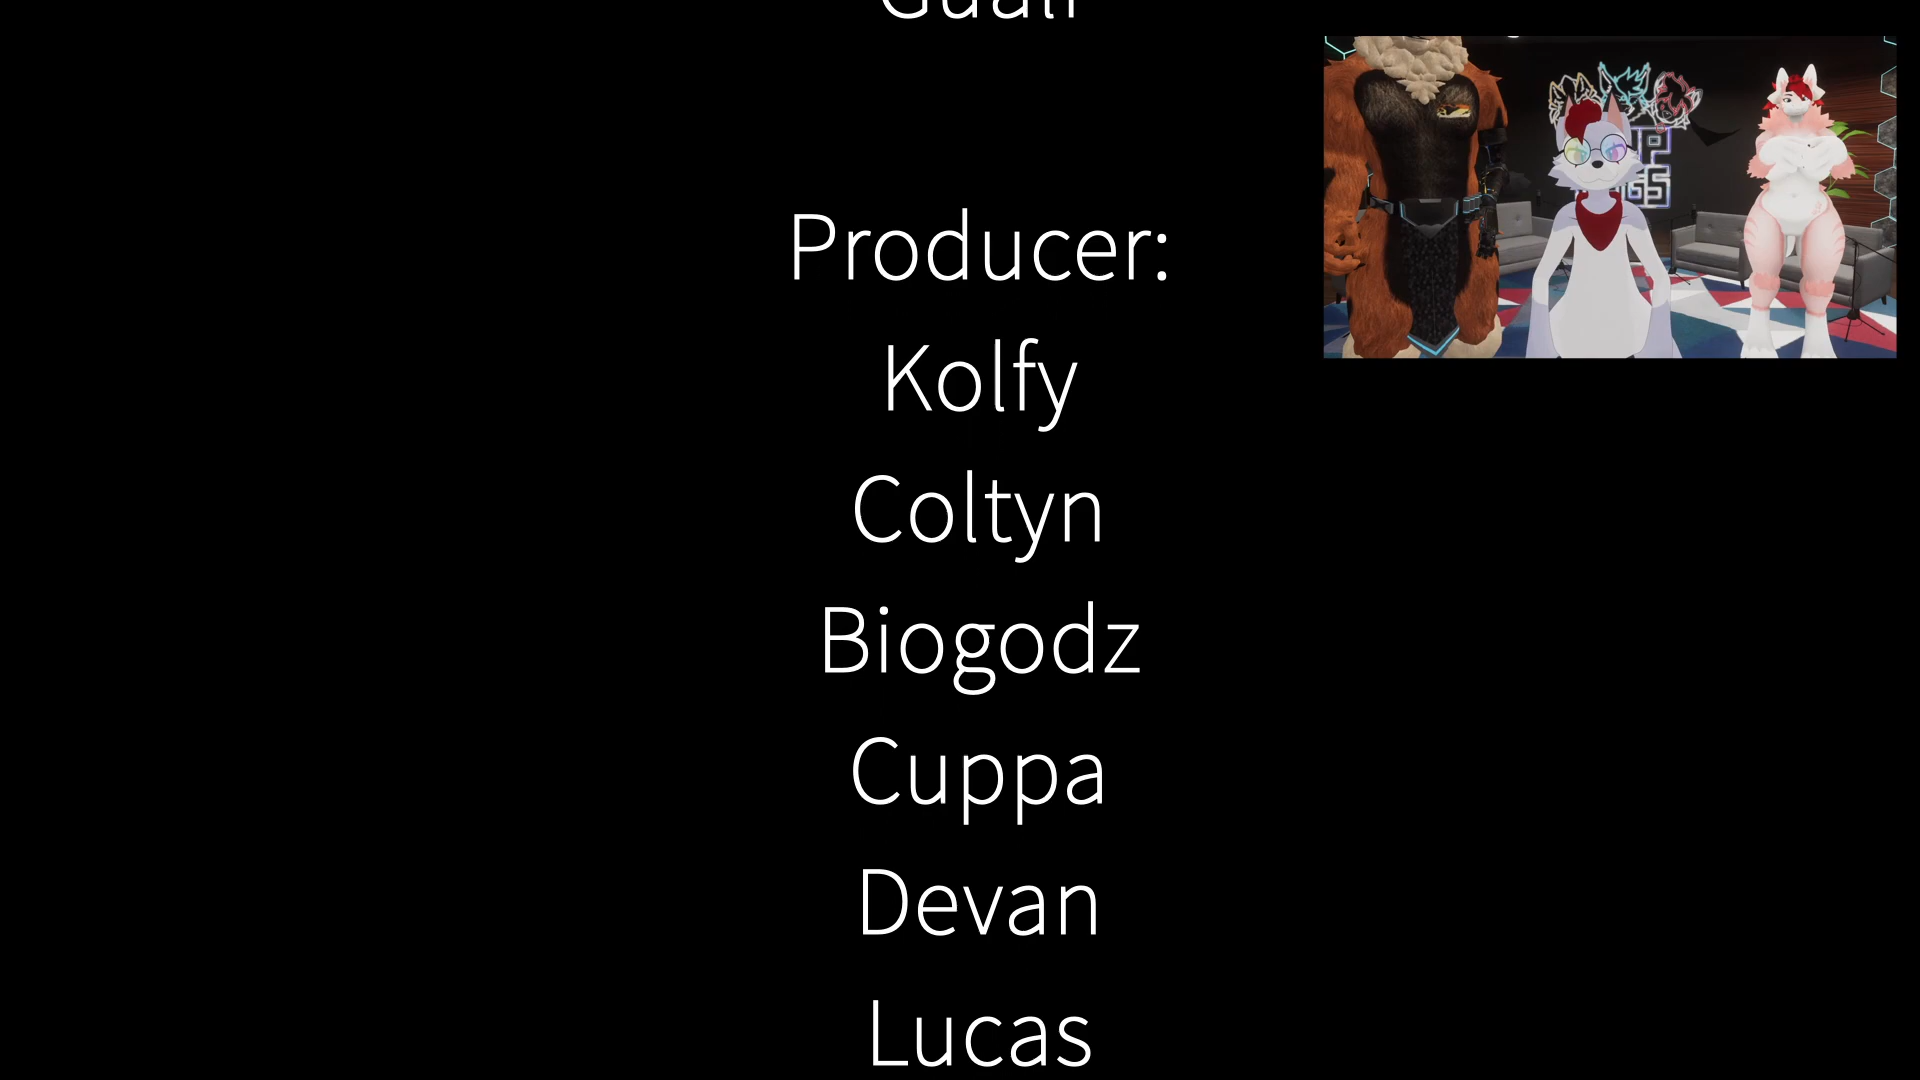 Producer:
Kolfy
Coltyn
Biogodz
Cuppa
Devan
Lucas